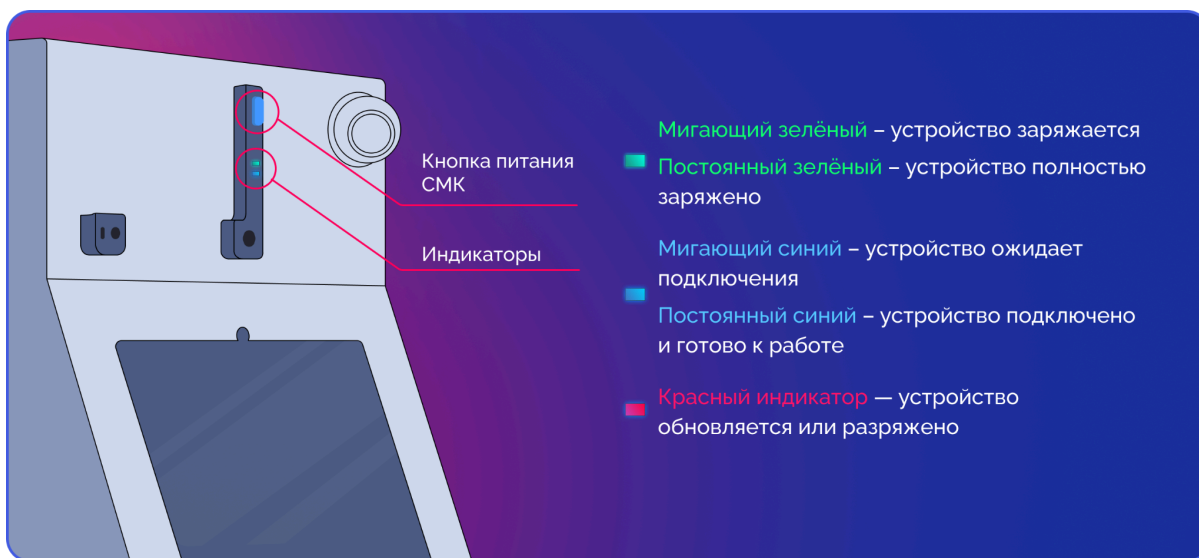 Кнопка питания
СМК
Индикаторы
Мигающий зелёный – устройство заряжается
Постоянный зелёный – устройство полностью
заряжено
Мигающий синий – устройство ожидает
подключения
Постоянный синий – устройство подключено
и готово к работе
Красный индикатор — устройство
обновляется или разряжено